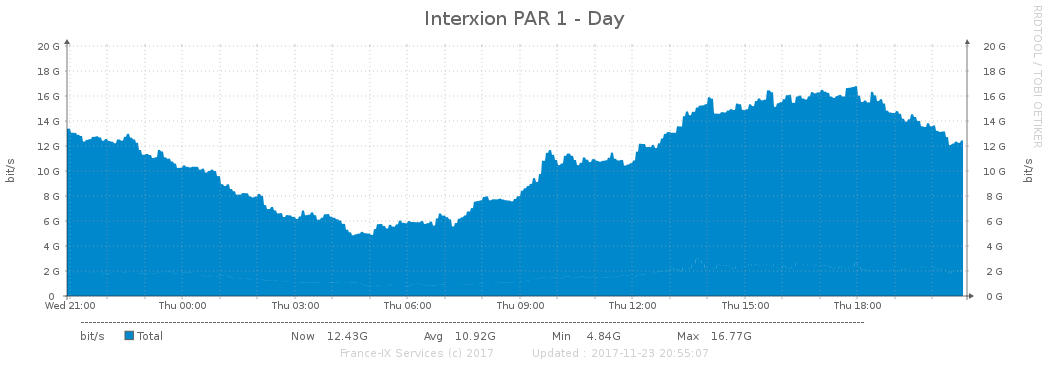 Interxion PAR 1 - Day
RRDTOOL / TOBI OETIKER
bit/s
20 G 20 G
18 G 18 G
16 G 16 G
14 G 14 G
12 G 12 G
10 G 10 G
8 G 8 G
6 G 6 G
4 G 4 G
2 G 2 G
0 0 G
bit/s
Wed 21:00 Thu 00:00 Thu 03:00 Thu 06:00 Thu 09:00 Thu 12:00 Thu 15:00 Thu 18:00
bit/s Total Now 12.43G Avg 10.92G Min 4.84G Max 16.77G
France-IX Services (c) 2017 Updated : 2017-11-23 20:55:07